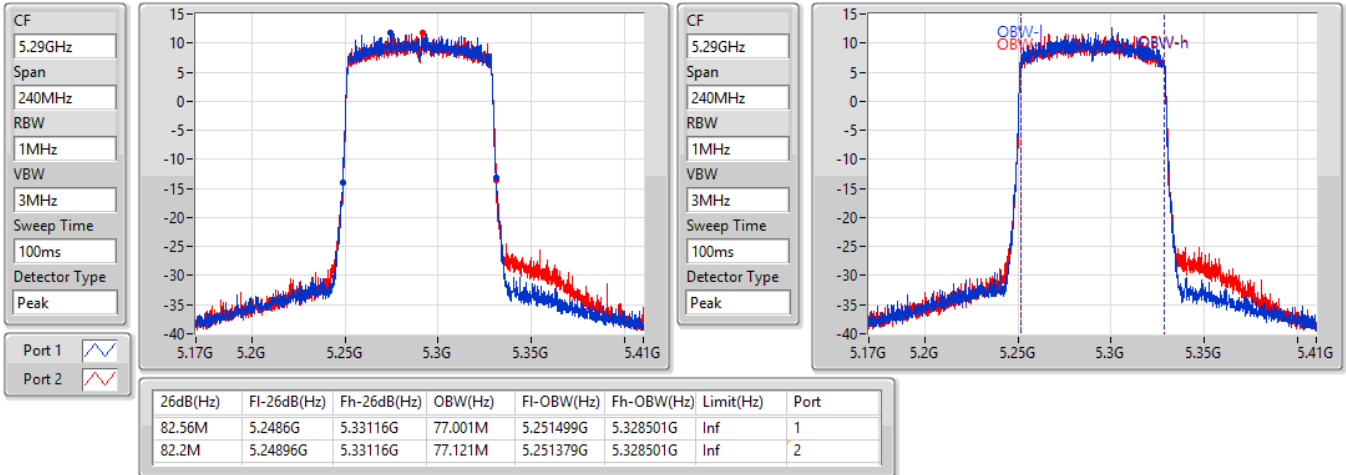 CF
5.29GHz
Span
240MHz
RBW
1MHz
VBW
3MHz
Sweep Time
100ms
Detector Type
Peak
15
10
5
0
-5
-10
-15
-20
-25
-30
-35
-40
5.17G 5.2G 5.25G 5.3G 5.35G 5.41G
CF
5.29GHz
Span
240MHz
RBW
1MHz
VBW
3MHz
Sweep Time
100ms
Detector Type
Peak
15
10
5
0
-5
-10
-15
-20
-25
-30
-35
-40
OBW-l
OBW-h
5.17G 5.2G 5.25G 5.3G 5.35G 5.41G
Port 1
Port 2
26dB(Hz) Fl-26dB(Hz) Fh-26dB(Hz) OBW(Hz) Fl-OBW(Hz) Fh-OBW(Hz) Limit(Hz) Port
82.56M 5.2486G 5.33116G 77.001M 5.251499G 5.328501G Inf 1
82.2M 5.24896G 5.33116G 77.121M 5.251379G 5.328501G Inf 2